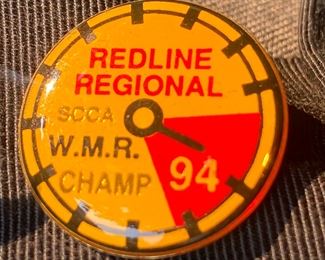 REDLINE
REGIONAL
SCCA
W.M.R.
CHAMP
94